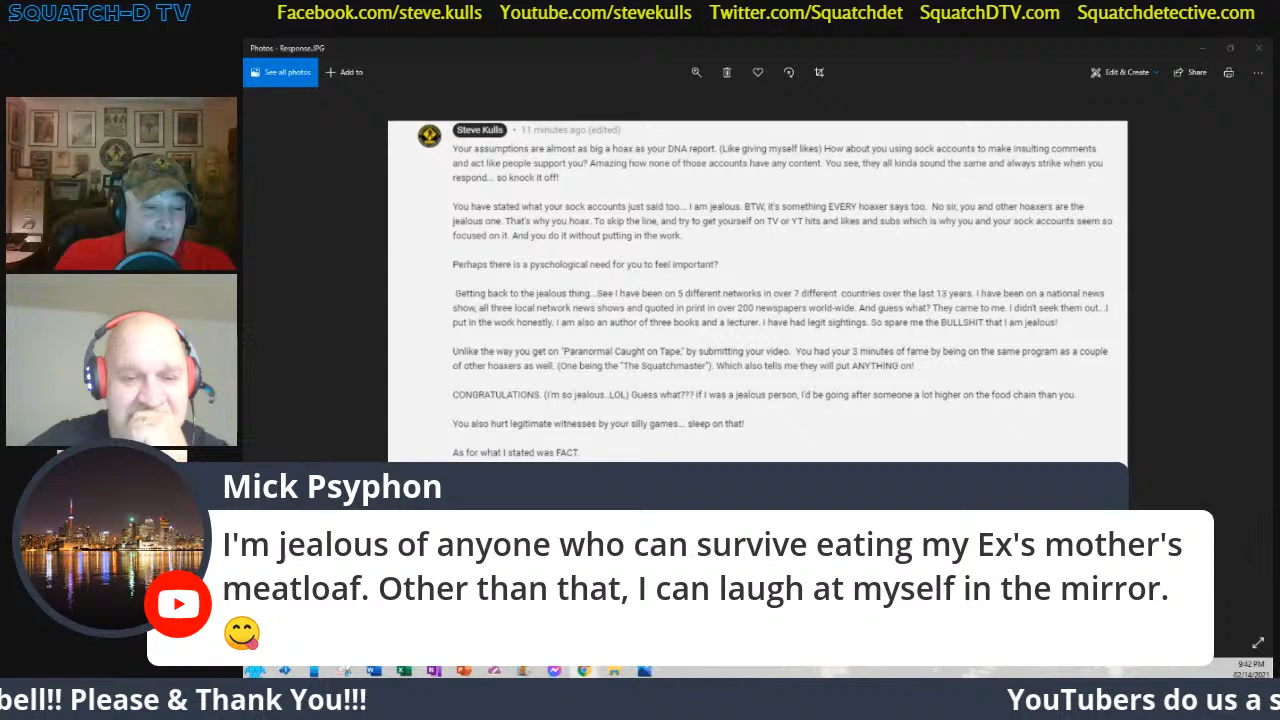 SQUATCH-D TV
Facebook.com/steve.kulls Youtube.com/stevekulls Twitter.com/Squatchdet SquatchDTV.com Squatchdetective.com
Photos - Response.JPG
See all photos + Add to Edit & Create Share
Steve Kulls • 11 minutes ago (edited)
Your assumptions are almost as big a hoax as your DNA report. (Like giving myself likes) How about you using sock accounts to make insulting comments
and act like people support you? Amazing how none of those accounts have any content. You see, they all kinda sound the same and always strike when you
respond... so knock it off!
You have stated what your sock accounts just said too... I am jealous. BTW, it's something EVERY hoaxer says too. No sir, you and other hoaxers are the
jealous one. That's why you hoax. To skip the line, and try to get yourself on TV or YT hits and likes and subs which is why you and your sock accounts seem so
focused on it. And you do it without putting in the work.
Perhaps there is a pyschological need for you to feel important?
Getting back to the jealous thing...See I have been on 5 different networks in over 7 different countries over the last 13 years. I have been on a national news
show, all three local network news shows and quoted in print in over 200 newspapers world-wide. And guess what? They came to me. I didn't seek them out...I
put in the work honestly. I am also an author of three books and a lecturer. I have had legit sightings. So spare me the BULLSHIT that I am jealous!
Unlike the way you get on "Paranormal Caught on Tape," by submitting your video. You had your 3 minutes of fame by being on the same program as a couple
of other hoaxers as well. (One being the "The Squatchmaster"). Which also tells me they will put ANYTHING on!
CONGRATULATIONS. (I'm so jealous..LOL) Guess what??? If I was a jealous person, I'd be going after someone a lot higher on the food chain than you.
You also hurt legitimate witnesses by your silly games... sleep on that!
As for what I stated was FACT.
Mick Psyphon
I'm jealous of anyone who can survive eating my Ex's mother's
meatloaf. Other than that, I can laugh at myself in the mirror.
😋
9:42 PM
02/14/2021
bell!! Please & Thank You!!! YouTubers do us a s